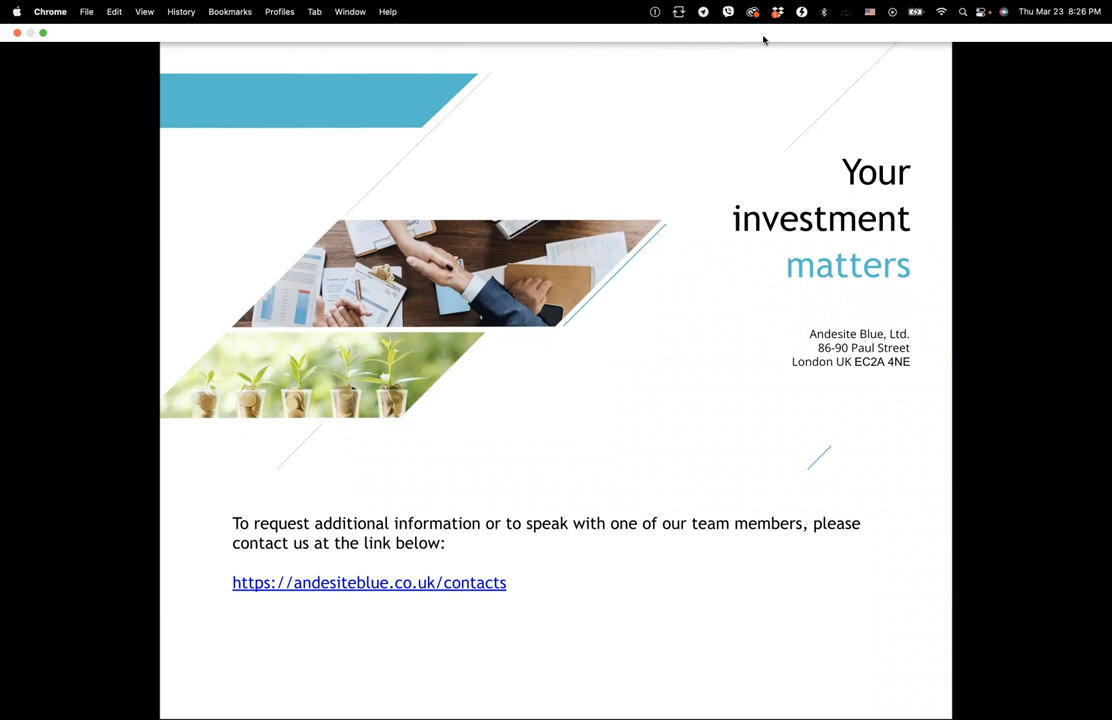 Chrome File Edit View History Bookmarks Profiles Tab Window Help Thu Mar 23 8:26 PM
Your
investment
matters
Andesite Blue, Ltd.
86-90 Paul Street
London UK EC2A 4NE
To request additional information or to speak with one of our team members, please
contact us at the link below:
https://andesiteblue.co.uk/contacts